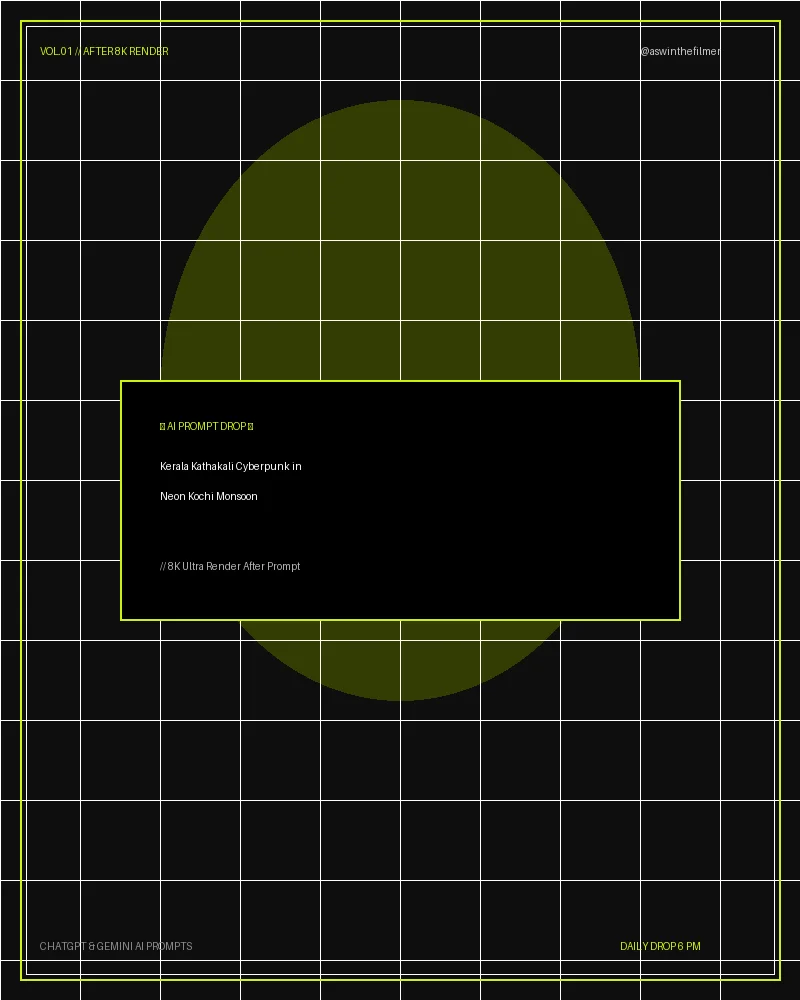 VOL.01 // AFTER 8K RENDER
@aswinthefilmer
AI PROMPT DROP
Kerala Kathakali Cyberpunk in
Neon Kochi Monsoon
// 8K Ultra Render After Prompt
CHATGPT & GEMINI AI PROMPTS
DAILY DROP 6 PM